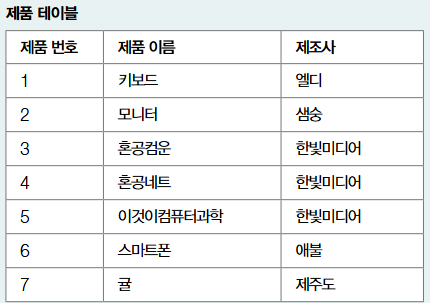 제품 테이블
제품 번호 제품 이름 제조사
1 키보드 엘디
2 모니터 샘숭
3 혼공컴운 한빛미디어
4 혼공네트 한빛미디어
5 이것이컴퓨터과학 한빛미디어
6 스마트폰 애불
7 귤 제주도